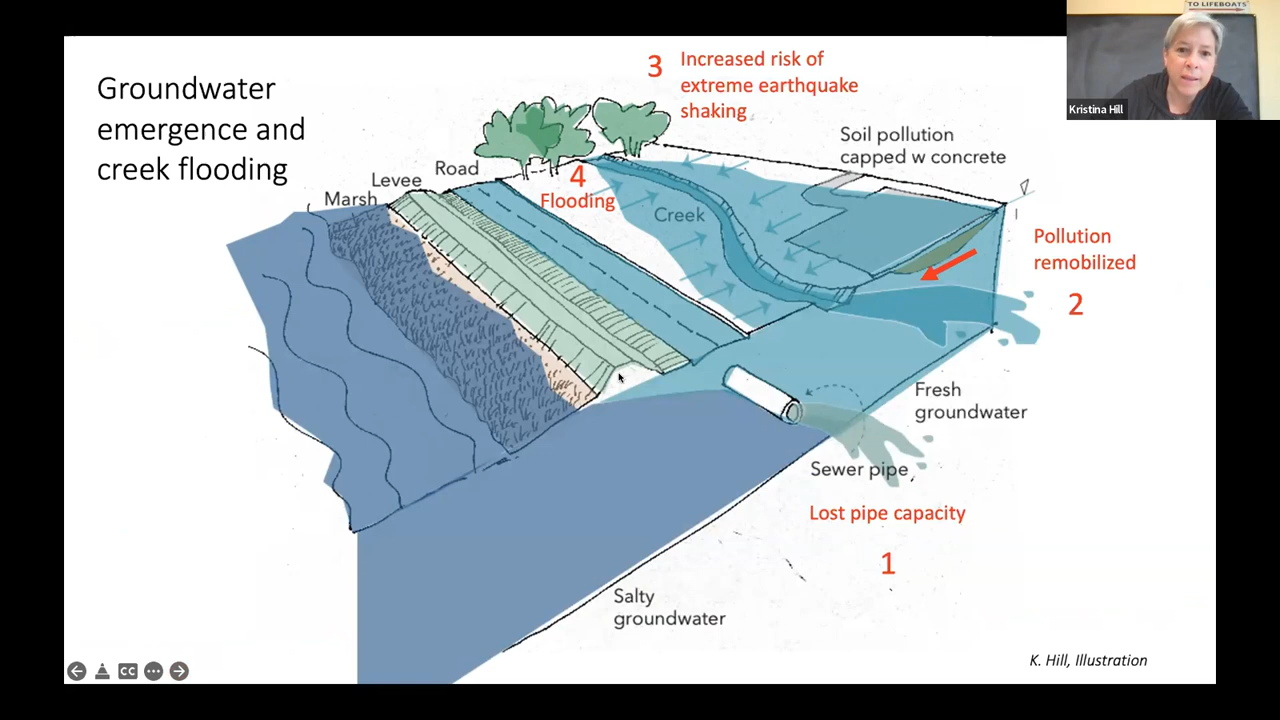 TO LIFEBOATS
Kristina Hill
Groundwater
emergence and
creek flooding
3
Increased risk of
extreme earthquake
shaking
Soil pollution
capped w concrete
Road
Levee
Marsh
4
Flooding
Creek
Pollution
remobilized
2
Fresh
groundwater
Sewer pipe
Lost pipe capacity
1
Salty
groundwater
CC
K. Hill, Illustration